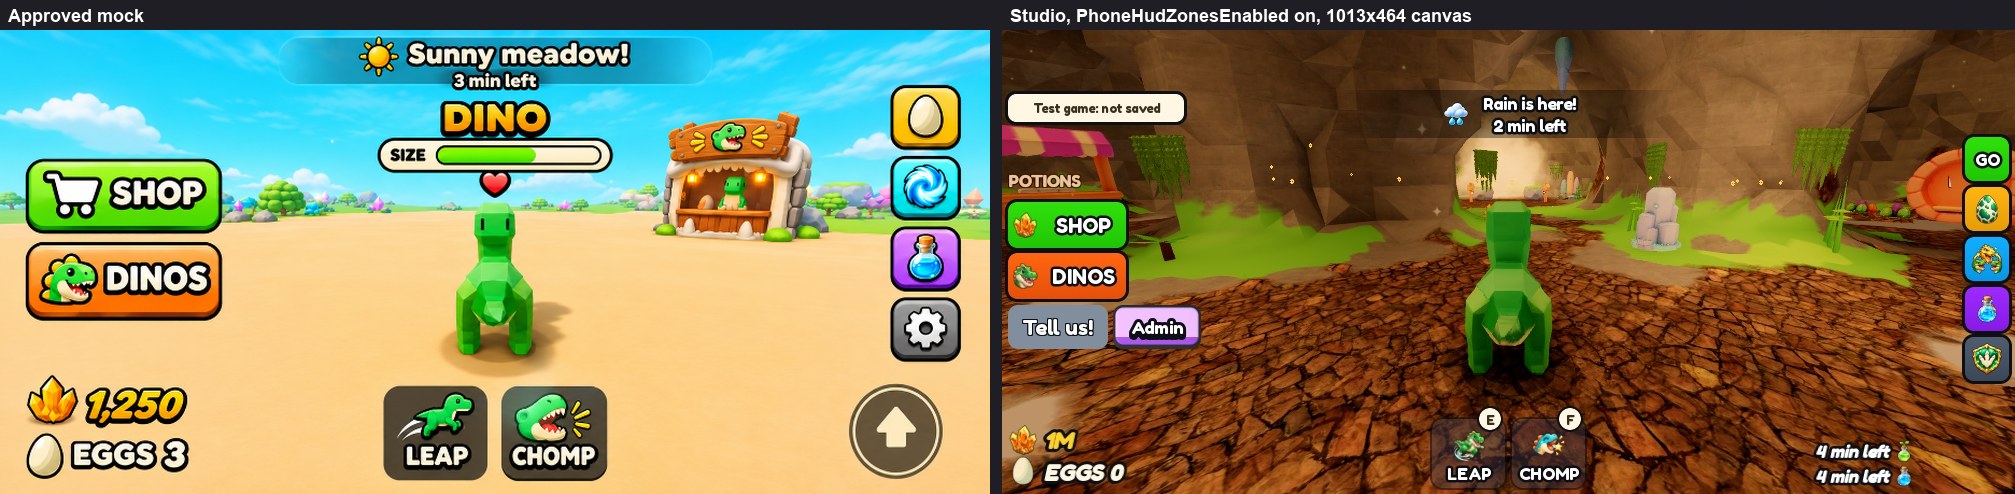 Approved mock
Sunny meadow!
3 min left
DINO
SIZE
SHOP
DINOS
1,250
EGGS 3
LEAP
CHOMP
Studio, PhoneHudZonesEnabled on, 1013x464 canvas
Test game: not saved
Rain is here!
2 min left
POTIONS
GO
SHOP
DINOS
Tell us!
Admin
1M
EGGS 0
E
F
LEAP
CHOMP
4 min left
4 min left